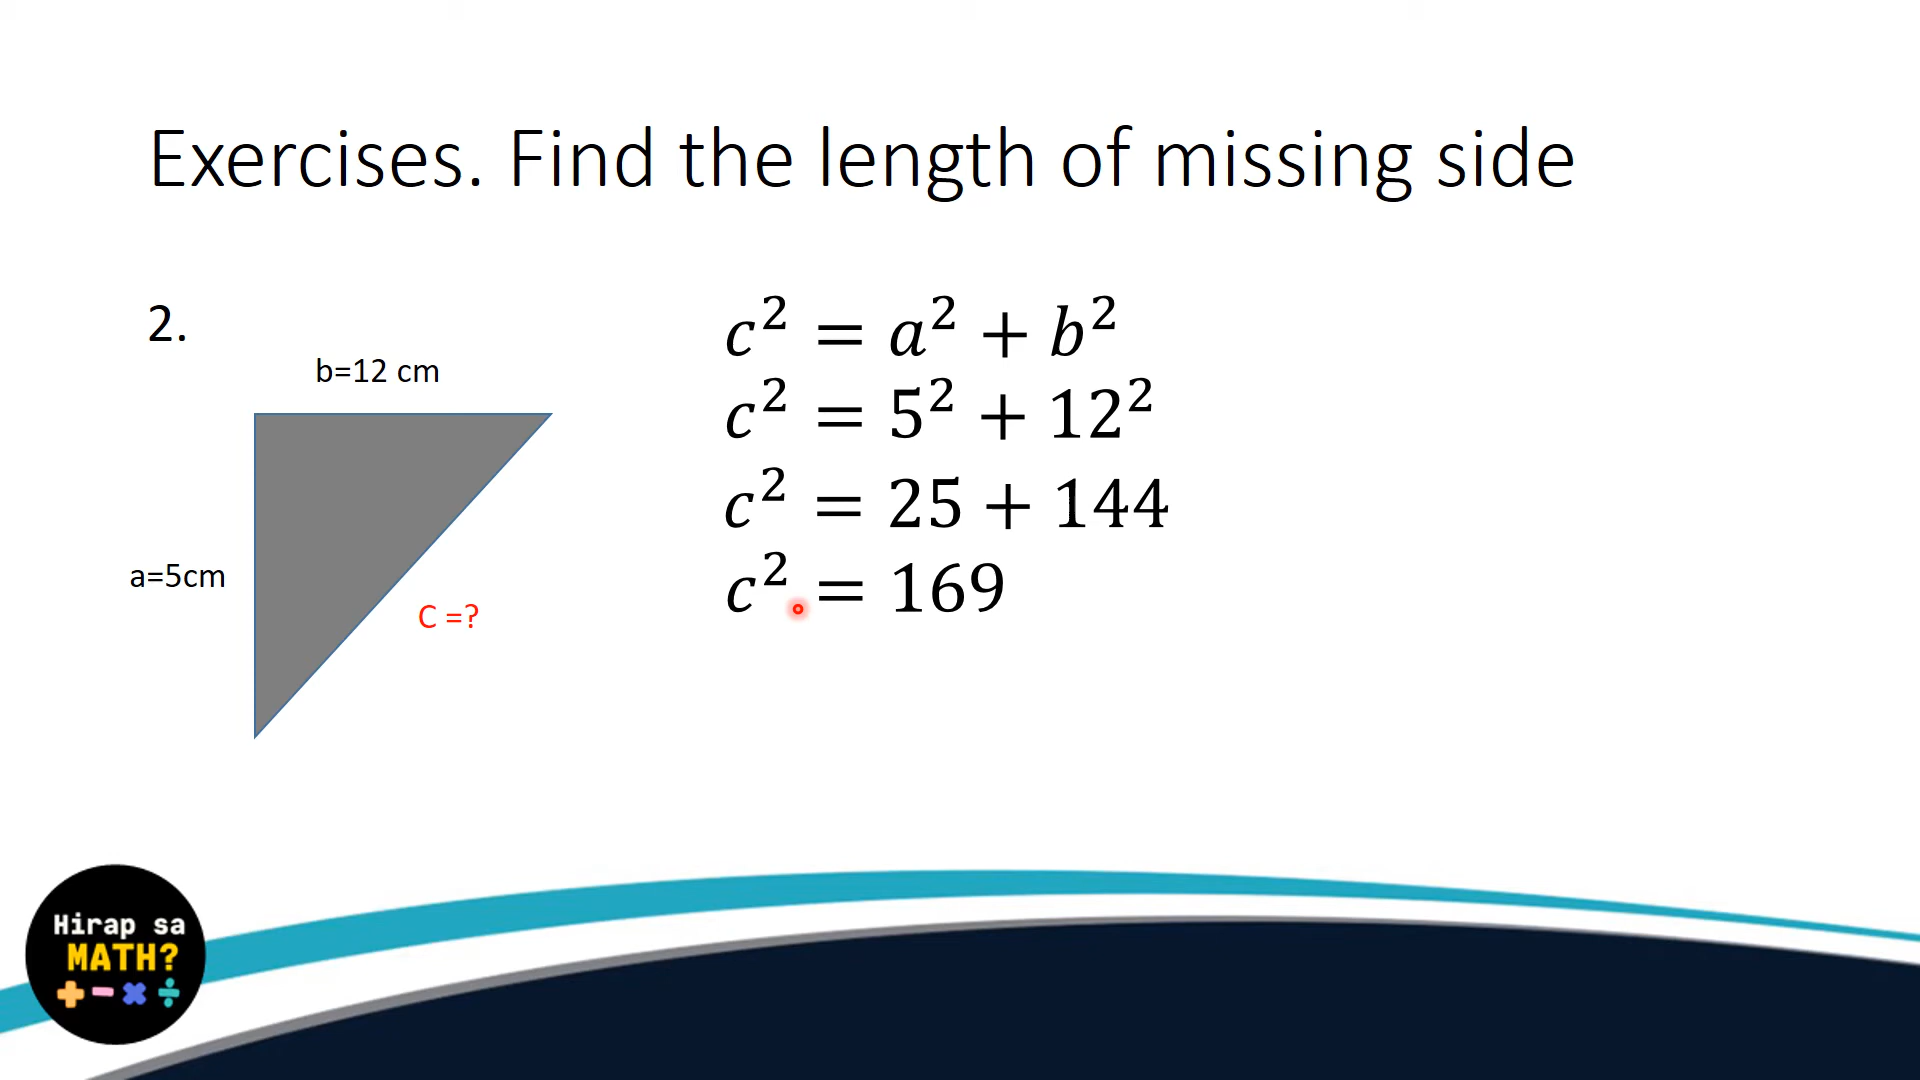 Exercises. Find the length of missing side
2.
b=12 cm
a=5cm
C =?
c² = a² + b²
c² = 5² + 12²
c² = 25 + 144
c² = 169
Hirap sa
MATH?